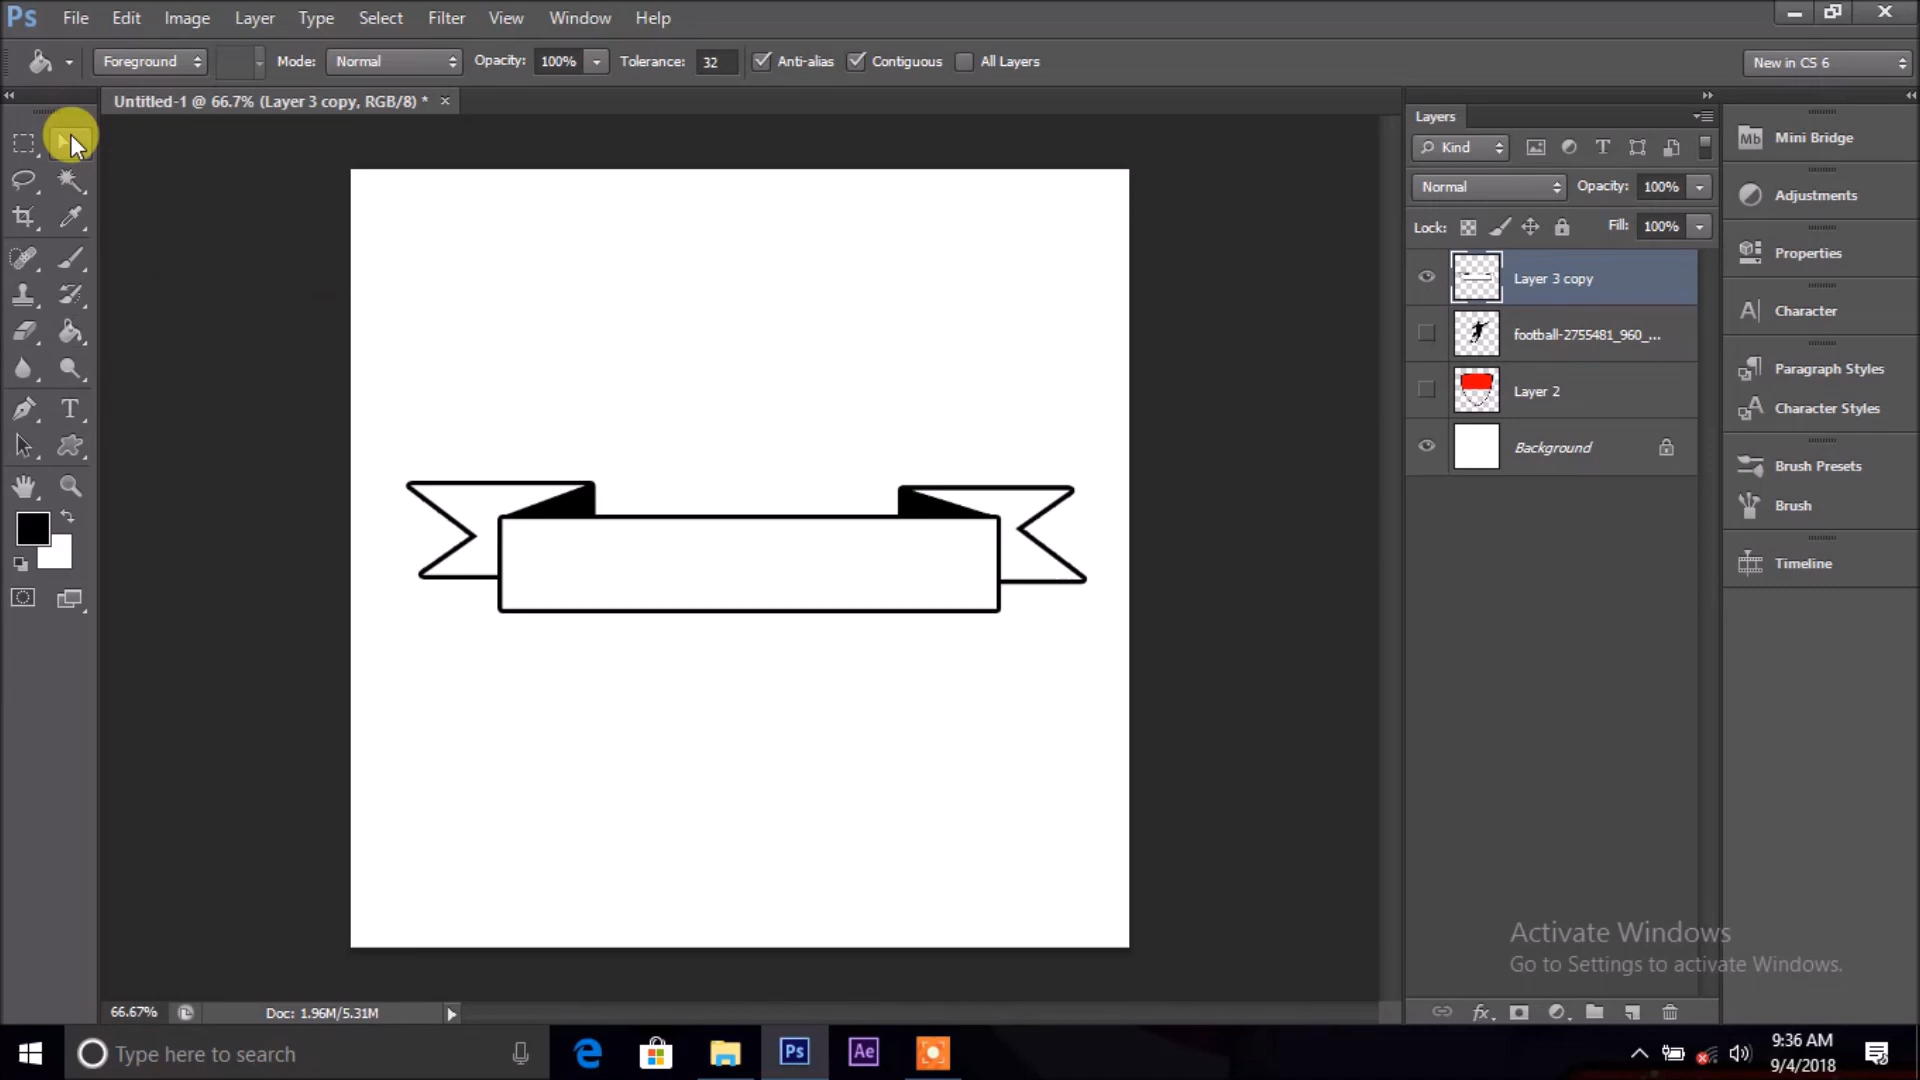 Ps File Edit Image Layer Type Select Filter View Window Help
Foreground Mode: Normal Opacity: 100% Tolerance: 32 Anti-alias Contiguous All Layers New in CS 6
Untitled-1 @ 66.7% (Layer 3 copy, RGB/8) * ×
Layers
Kind
Normal Opacity: 100%
Lock: Fill: 100%
Layer 3 copy
football-2755481_960_...
Layer 2
Background
Mb Mini Bridge
Adjustments
Properties
Character
Paragraph Styles
Character Styles
Brush Presets
Brush
Timeline
Activate Windows
Go to Settings to activate Windows.
66.67% Doc: 1.96M/5.31M
fx
Type here to search
Ps
Ae
9:36 AM
9/4/2018